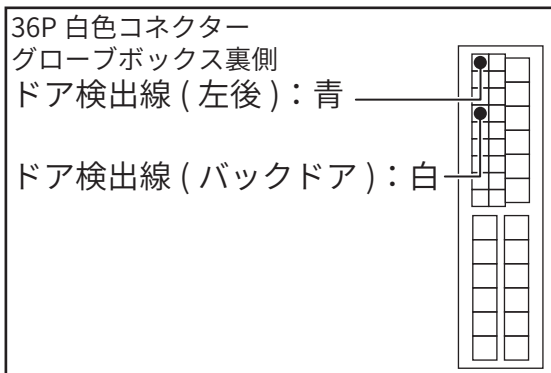 36P 白色コネクター
グローブボックス裏側
ドア検出線 ( 左後 )：青
ドア検出線 ( バックドア )：白